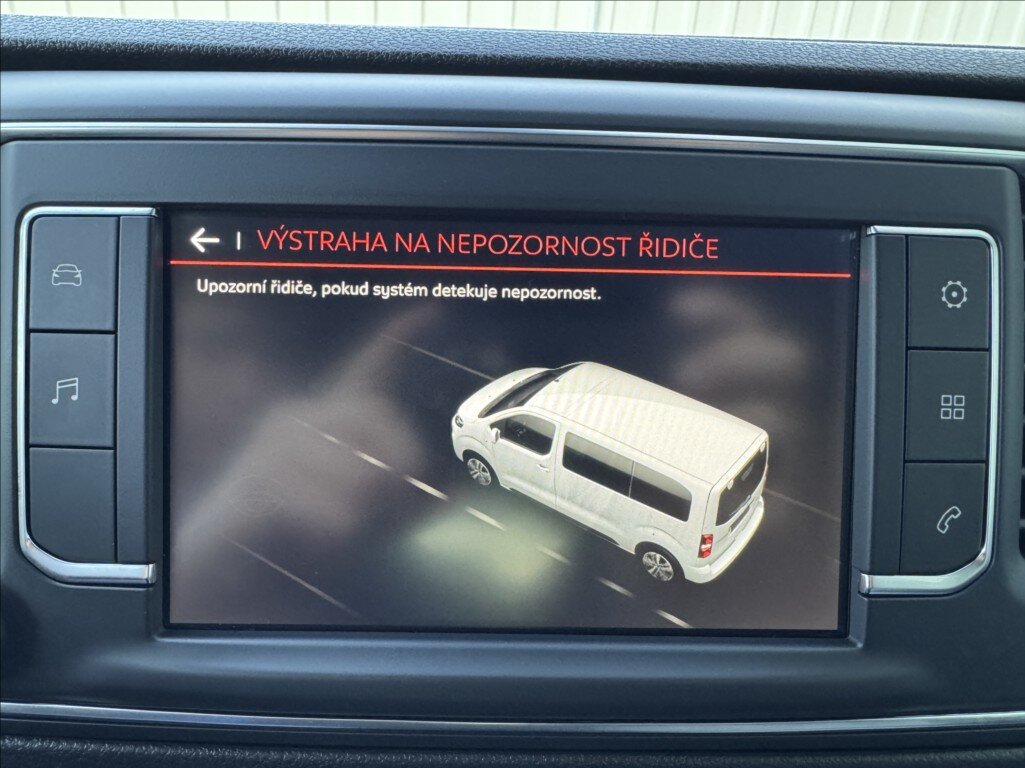 VÝSTRAHA NA NEPOZORNOST ŘIDIČE
Upozorní řidiče, pokud systém detekuje nepozornost.